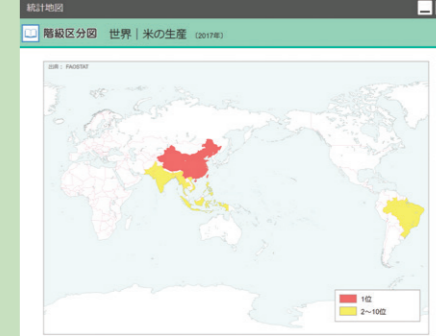 統計地図
階級区分図 世界｜米の生産 （2017年）
出所： FAOSTAT
1位
2〜10位